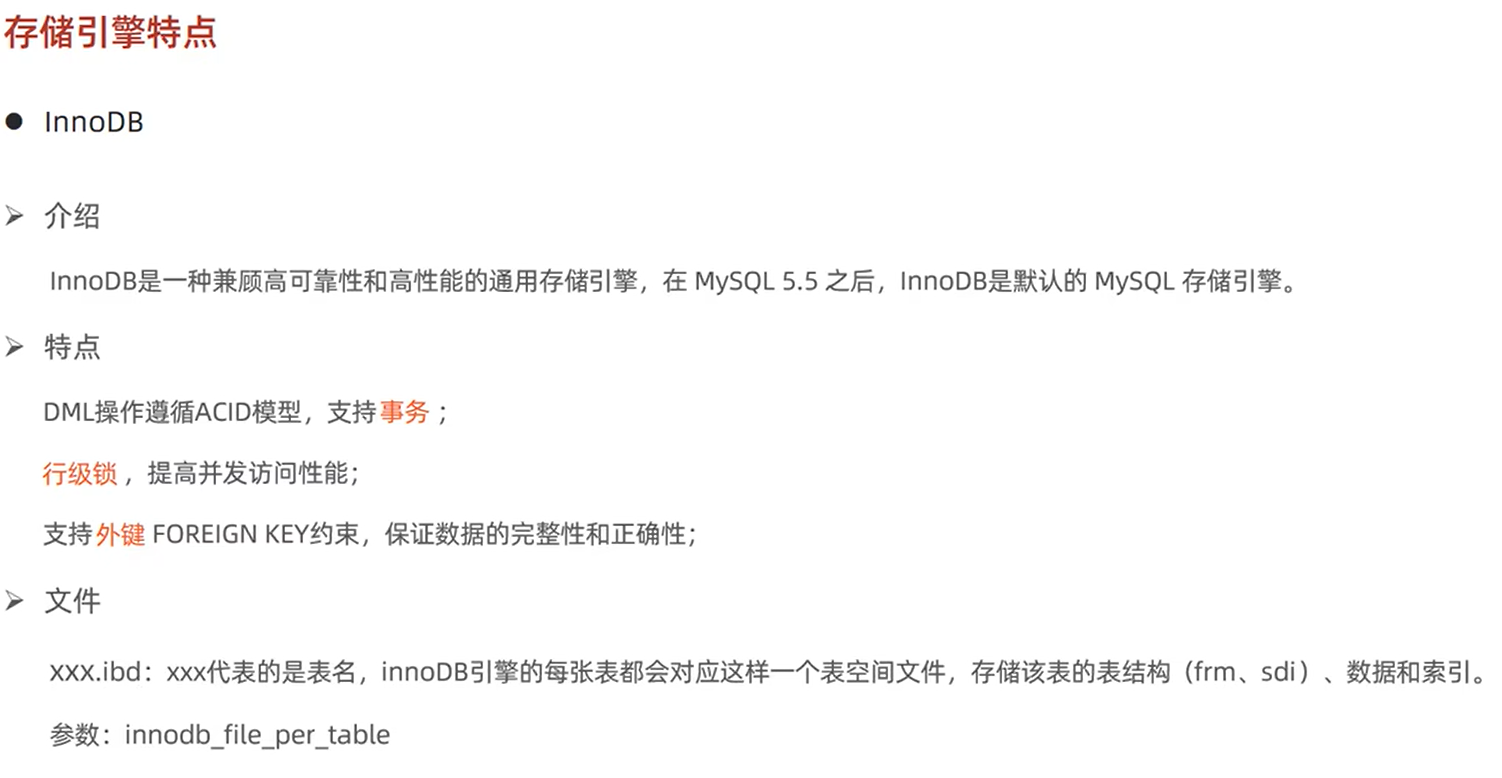 存储引擎特点
● InnoDB
➢ 介绍
InnoDB是一种兼顾高可靠性和高性能的通用存储引擎，在 MySQL 5.5 之后，InnoDB是默认的 MySQL 存储引擎。
➢ 特点
DML操作遵循ACID模型，支持事务；
行级锁，提高并发访问性能；
支持外键 FOREIGN KEY约束，保证数据的完整性和正确性；
➢ 文件
xxx.ibd：xxx代表的是表名，innoDB引擎的每张表都会对应这样一个表空间文件，存储该表的表结构（frm、sdi）、数据和索引。
参数：innodb_file_per_table